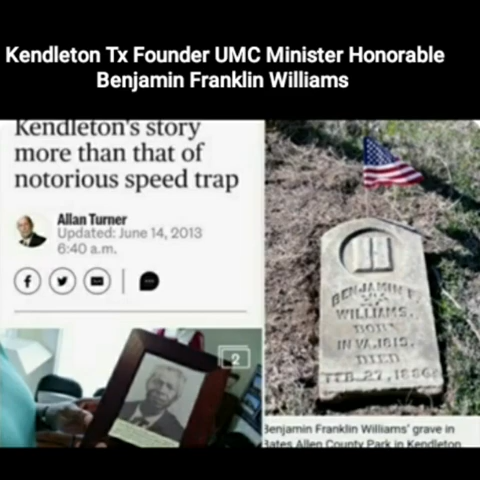 Kendleton Tx Founder UMC Minister Honorable
Benjamin Franklin Williams
Kendleton's story
more than that of
notorious speed trap
Allan Turner
Updated: June 14, 2013
6:40 a.m.
2
BENJAMIN F.
WILLIAMS.
BORN
IN VA. 1819.
DIED
FEB. 27, 1886
Benjamin Franklin Williams' grave in
Bates Allen County Park in Kendleton